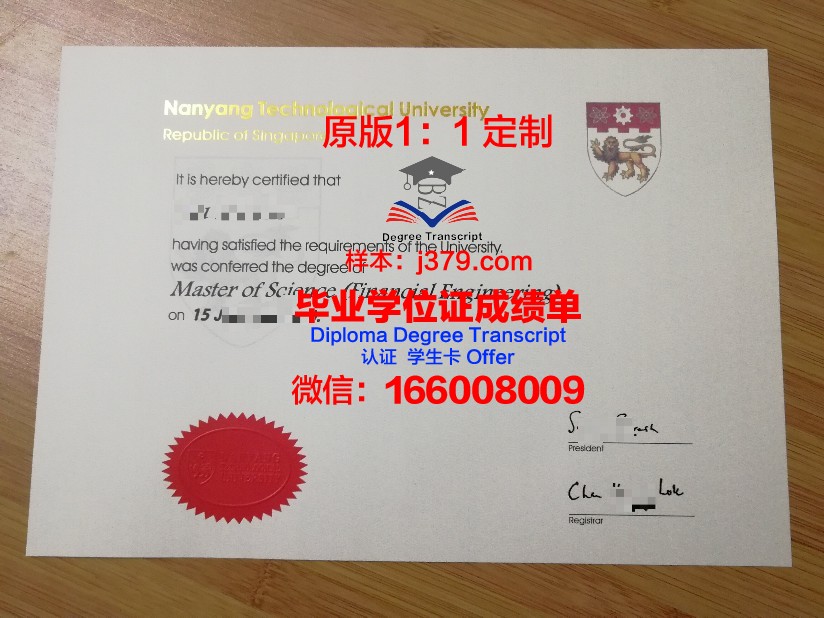 Nanyang Technological University
Republic of Singapore
原版1：1 定制
It is hereby certified that
BZ
Degree Transcript
having satisfied the requirements of the University,
was conferred the degree of
样本：j379.com
Master of Science (Financial Engineering)
毕业学位证成绩单
on 15 J
Diploma Degree Transcript
认证 学生卡 Offer
微信：166008009
President
Registrar